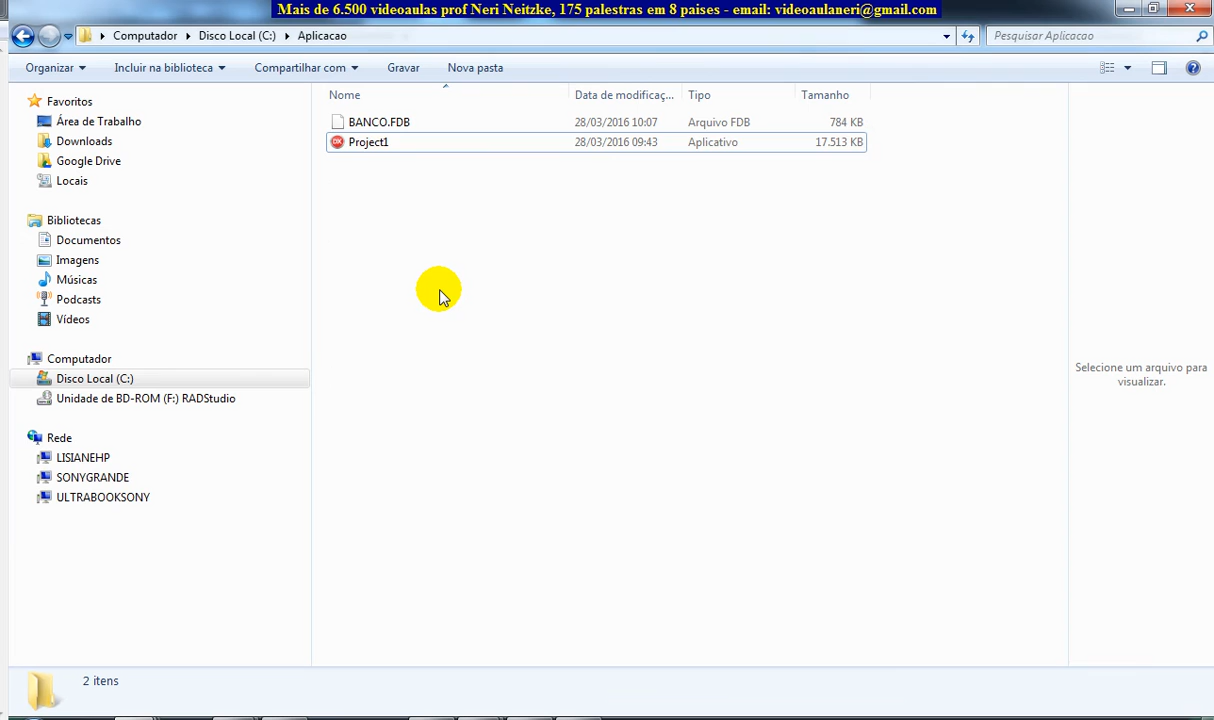 Mais de 6.500 videoaulas prof Neri Neitzke, 175 palestras em 8 paises - email: videoaulaneri@gmail.com
Computador Disco Local (C:) Aplicacao
Pesquisar Aplicacao
Organizar Incluir na biblioteca Compartilhar com Gravar Nova pasta
Favoritos
Área de Trabalho
Downloads
Google Drive
Locais
Bibliotecas
Documentos
Imagens
Músicas
Podcasts
Vídeos
Computador
Disco Local (C:)
Unidade de BD-ROM (F:) RADStudio
Rede
LISIANEHP
SONYGRANDE
ULTRABOOKSONY
Nome Data de modificaç... Tipo Tamanho
BANCO.FDB 28/03/2016 10:07 Arquivo FDB 784 KB
Project1 28/03/2016 09:43 Aplicativo 17.513 KB
Selecione um arquivo para
visualizar.
2 itens